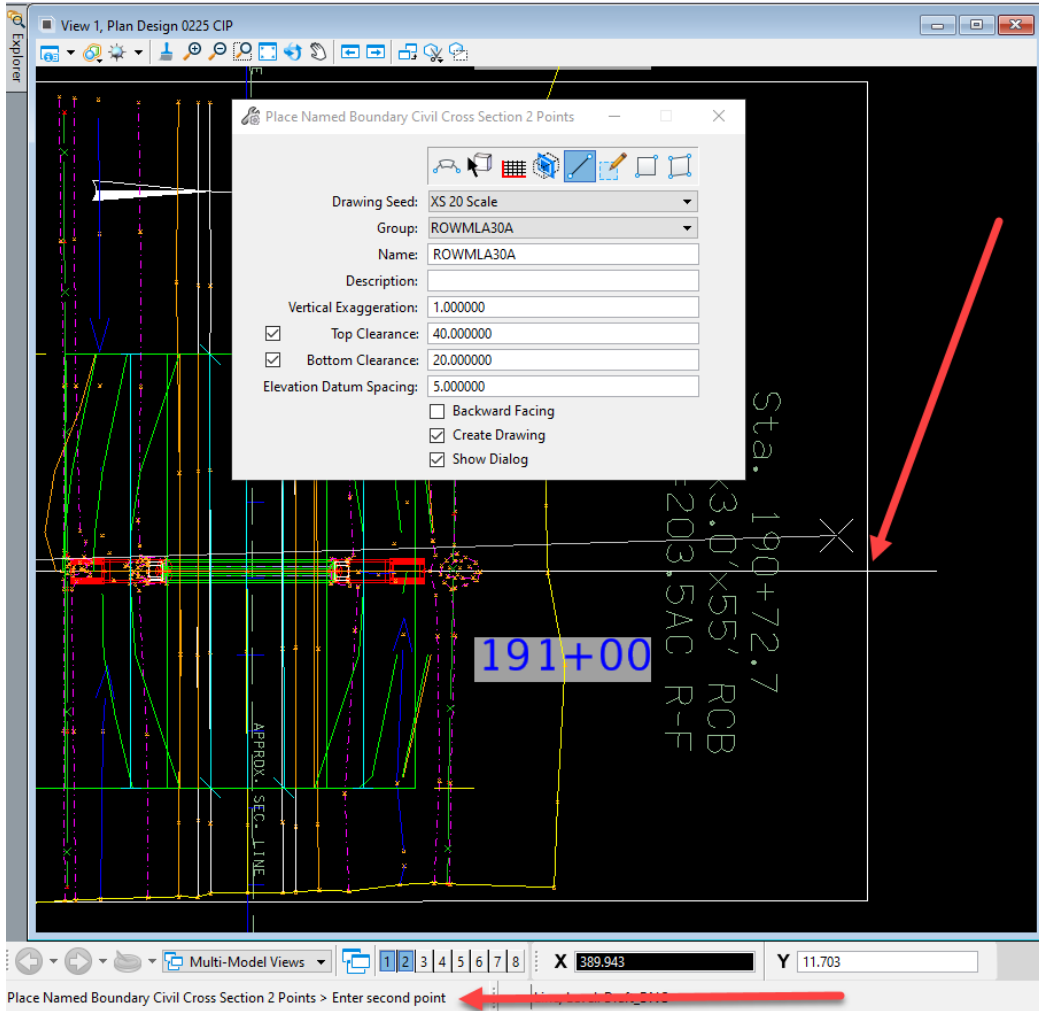 Explorer
View 1, Plan Design 0225 CIP
Place Named Boundary Civil Cross Section 2 Points
Drawing Seed: XS 20 Scale
Group: ROWMLA30A
Name: ROWMLA30A
Description:
Vertical Exaggeration: 1.000000
Top Clearance: 40.000000
Bottom Clearance: 20.000000
Elevation Datum Spacing: 5.000000
Backward Facing
Create Drawing
Show Dialog
Sta. 190+72.7
x3.0'x55' RCB
=203.5AC R-F
191+00
APPRDX. SEC. LINE
Multi-Model Views 1 2 3 4 5 6 7 8 X 389.943 Y 11.703
Place Named Boundary Civil Cross Section 2 Points > Enter second point